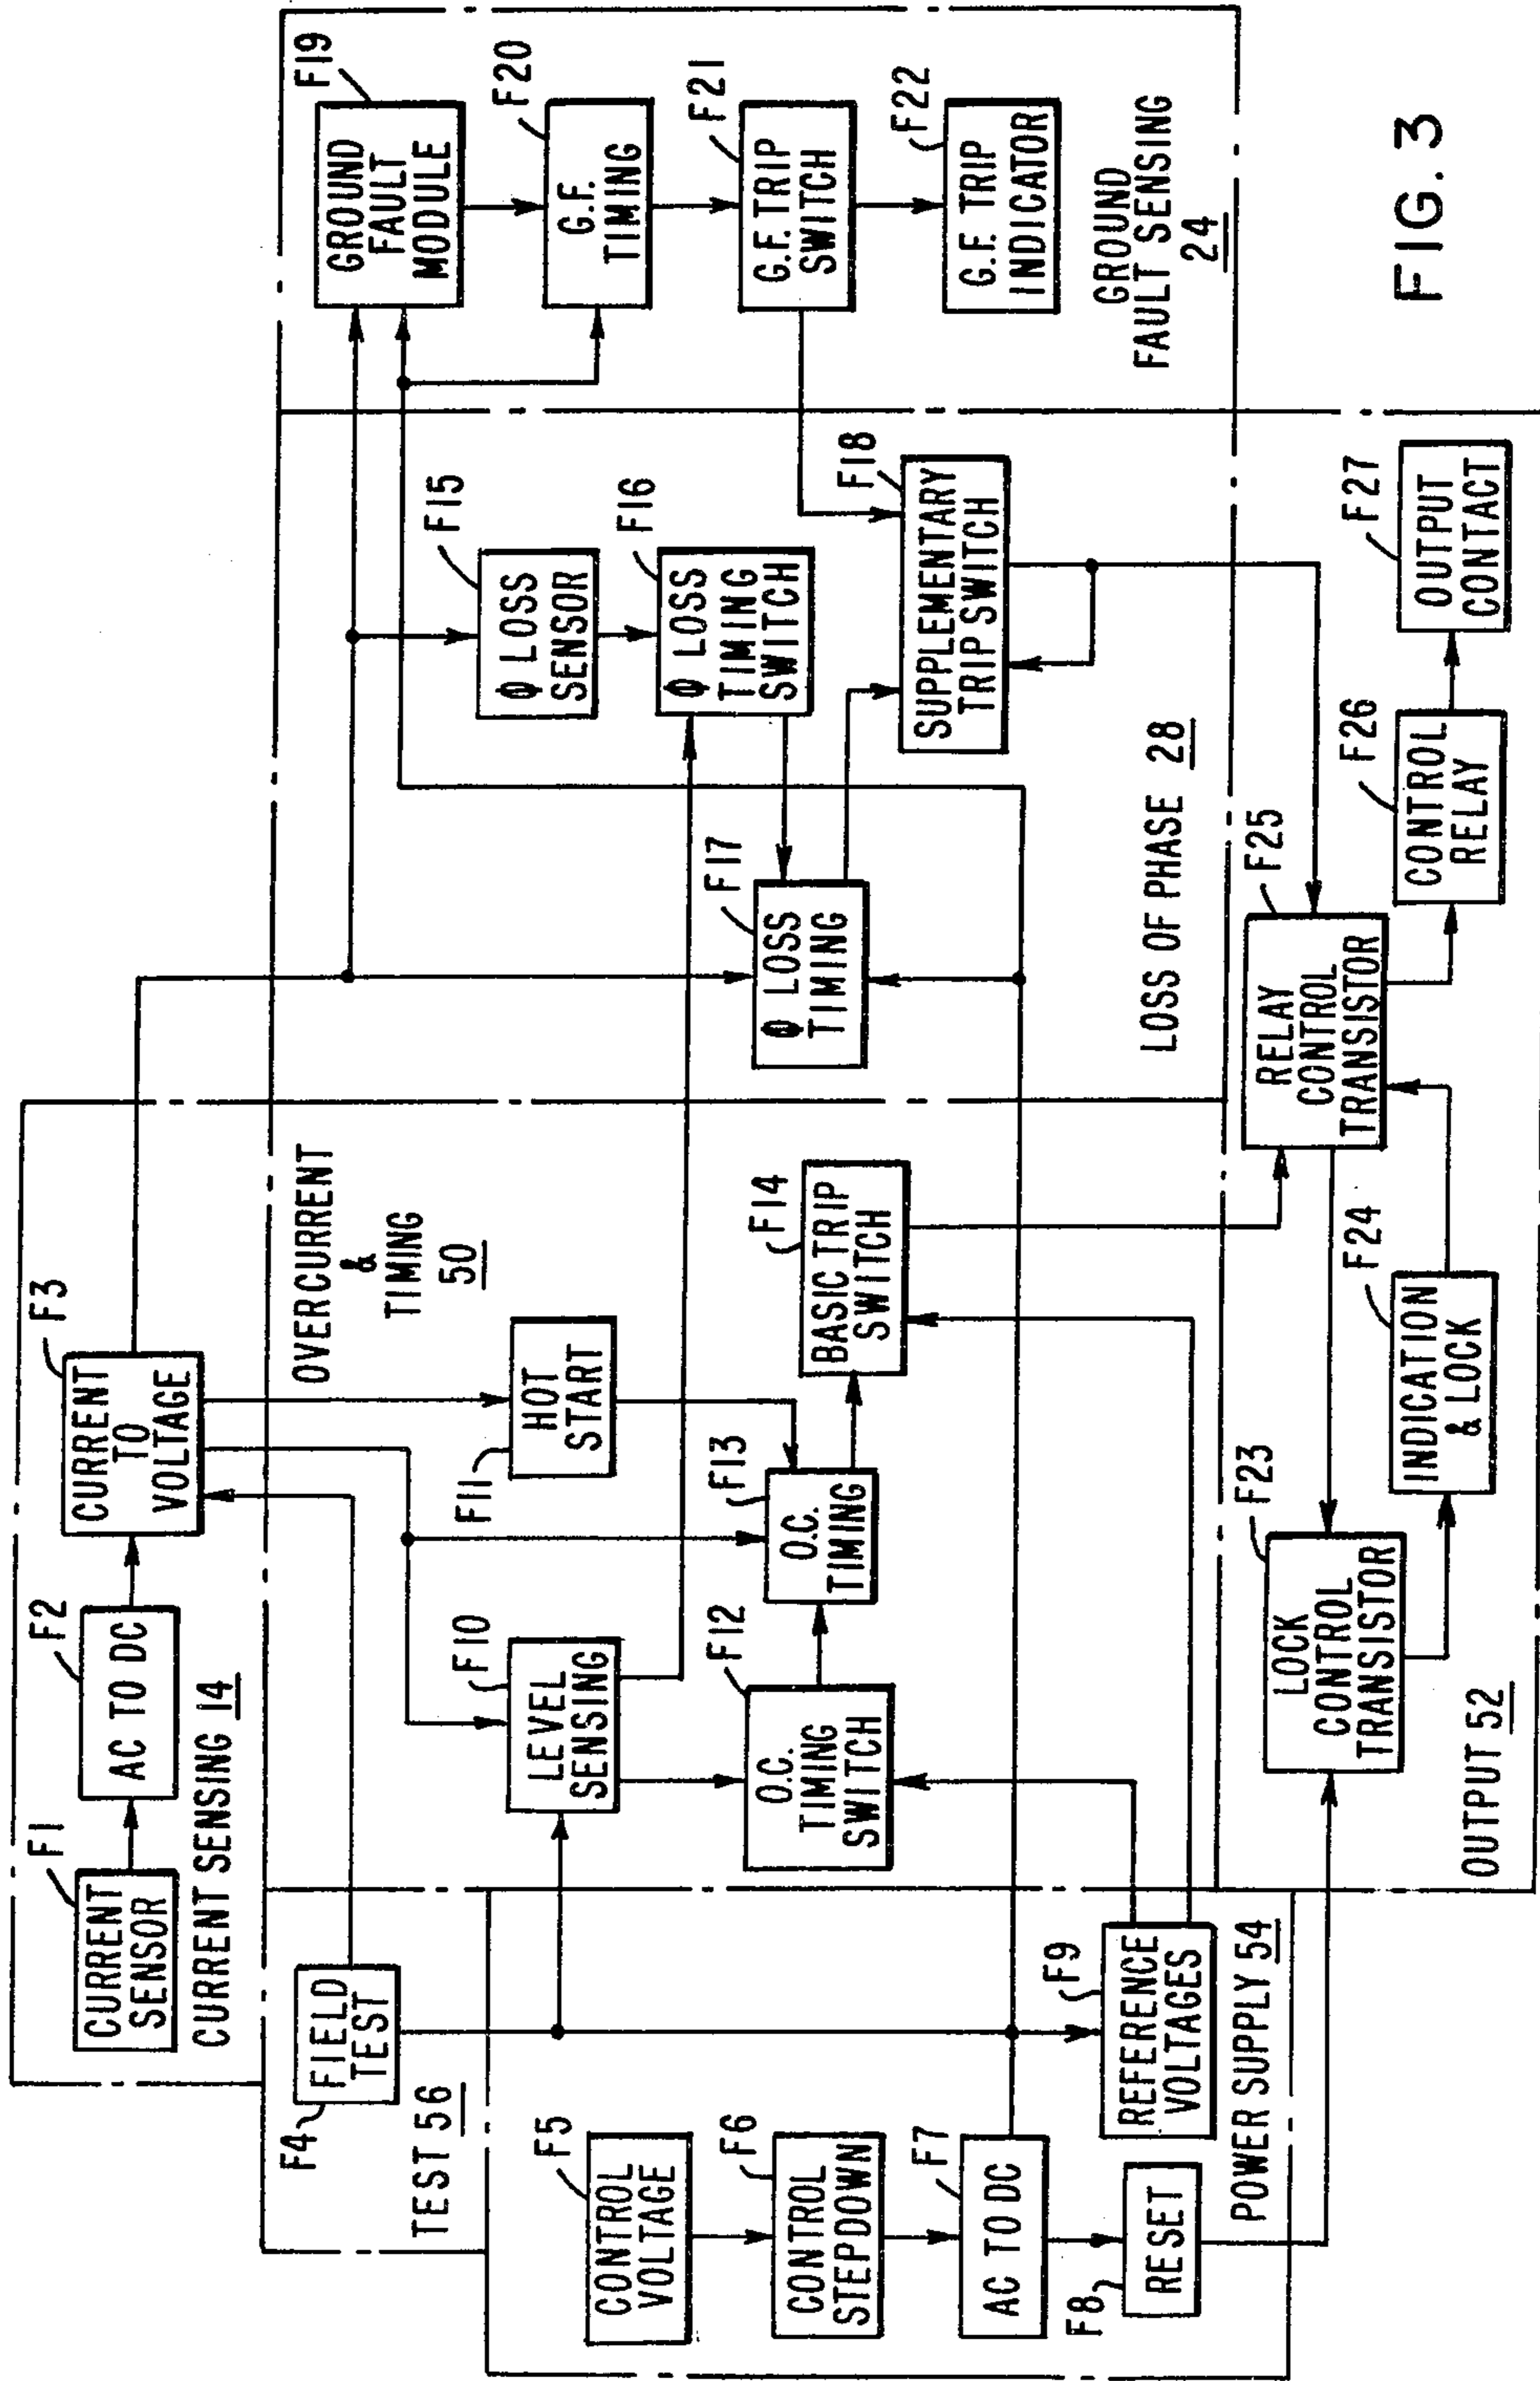 F1
CURRENT
SENSOR
F2
AC TO DC
F3
CURRENT
TO
VOLTAGE
CURRENT SENSING 14
F4
FIELD
TEST
TEST 56
F5
CONTROL
VOLTAGE
F6
CONTROL
STEPDOWN
F7
AC TO DC
F8
RESET
F9
REFERENCE
VOLTAGES
POWER SUPPLY 54
OVERCURRENT
&
TIMING
50
F10
LEVEL
SENSING
F11
HOT
START
F12
O.C.
TIMING
SWITCH
F13
O.C.
TIMING
F14
BASIC TRIP
SWITCH
F15
Φ LOSS
SENSOR
F16
Φ LOSS
TIMING
SWITCH
F17
Φ LOSS
TIMING
F18
SUPPLEMENTARY
TRIP SWITCH
LOSS OF PHASE 28
F19
GROUND
FAULT
MODULE
F20
G.F.
TIMING
F21
G.F. TRIP
SWITCH
F22
G.F. TRIP
INDICATOR
GROUND
FAULT SENSING
24
F23
LOCK
CONTROL
TRANSISTOR
F24
INDICATION
& LOCK
F25
RELAY
CONTROL
TRANSISTOR
F26
CONTROL
RELAY
F27
OUTPUT
CONTACT
OUTPUT 52
FIG. 3